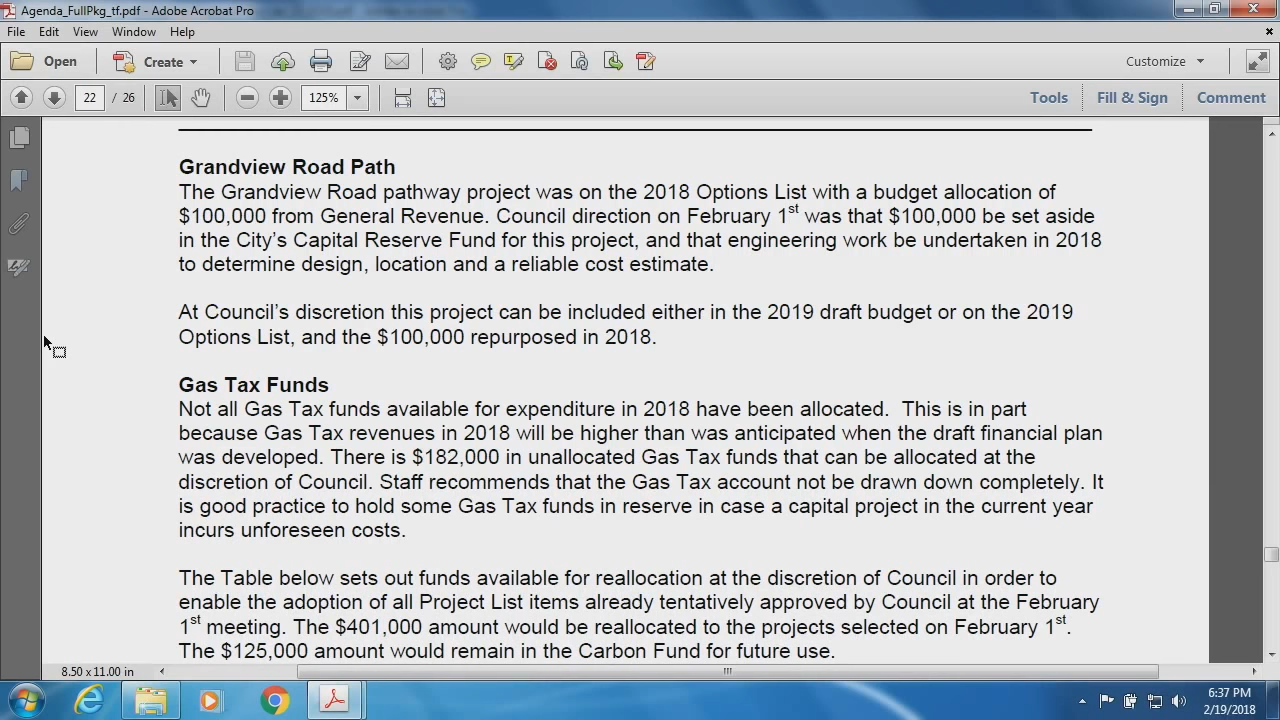 Agenda_FullPkg_tf.pdf - Adobe Acrobat Pro
File Edit View Window Help
Open Create Customize
22 / 26 125% Tools Fill & Sign Comment
Grandview Road Path
The Grandview Road pathway project was on the 2018 Options List with a budget allocation of
$100,000 from General Revenue. Council direction on February 1st was that $100,000 be set aside
in the City's Capital Reserve Fund for this project, and that engineering work be undertaken in 2018
to determine design, location and a reliable cost estimate.
At Council's discretion this project can be included either in the 2019 draft budget or on the 2019
Options List, and the $100,000 repurposed in 2018.
Gas Tax Funds
Not all Gas Tax funds available for expenditure in 2018 have been allocated.  This is in part
because Gas Tax revenues in 2018 will be higher than was anticipated when the draft financial plan
was developed. There is $182,000 in unallocated Gas Tax funds that can be allocated at the
discretion of Council. Staff recommends that the Gas Tax account not be drawn down completely. It
is good practice to hold some Gas Tax funds in reserve in case a capital project in the current year
incurs unforeseen costs.
The Table below sets out funds available for reallocation at the discretion of Council in order to
enable the adoption of all Project List items already tentatively approved by Council at the February
1st meeting. The $401,000 amount would be reallocated to the projects selected on February 1st.
The $125,000 amount would remain in the Carbon Fund for future use.
8.50 x 11.00 in
6:37 PM
2/19/2018